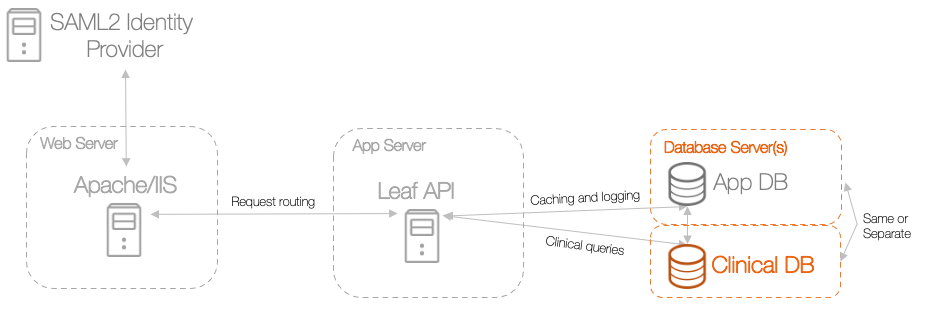 SAML2 Identity
Provider
Web Server
Apache/IIS
Request routing
App Server
Leaf API
Caching and logging
Clinical queries
Database Server(s)
App DB
Clinical DB
Same or
Separate